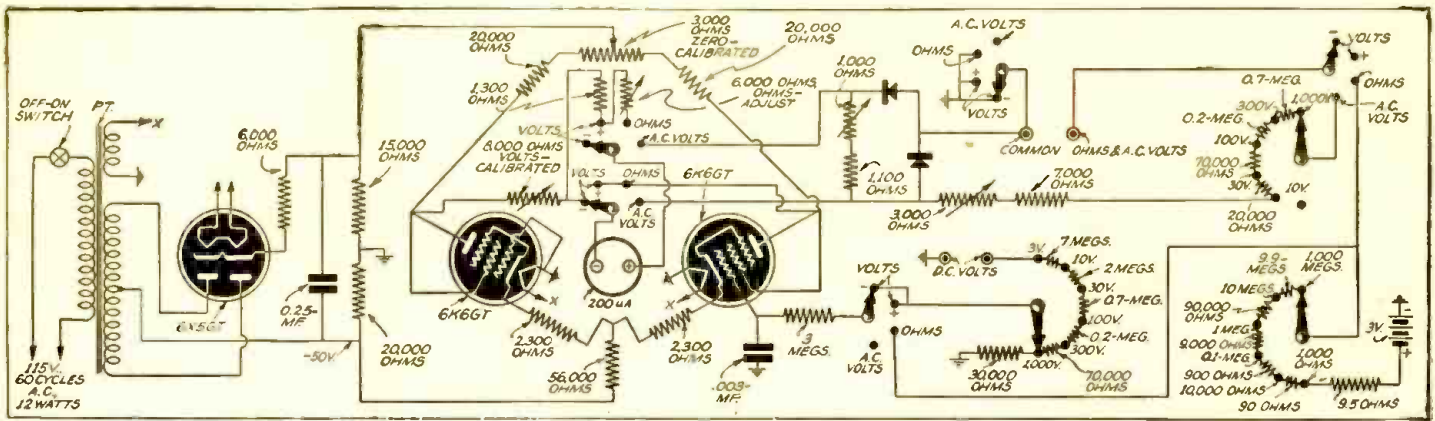 OFF-ON
SWITCH
P.T.
X
115 V.
60 CYCLES
A.C.
12 WATTS
6X5GT
6,000
OHMS
0.25-
MF.
-50V.
15,000
OHMS
20,000
OHMS
20,000
OHMS
3,000
OHMS
ZERO-
CALIBRATED
20,000
OHMS
1,300
OHMS
6,000 OHMS
OHMS-
ADJUST
VOLTS
+
-
OHMS
A.C. VOLTS
8,000 OHMS
VOLTS-
CALIBRATED
VOLTS
+
-
OHMS
A.C.
VOLTS
6K6GT
6K6GT
X
X
- +
200 uA
2,300
OHMS
2,300
OHMS
56,000
OHMS
.003-
MF.
3
MEGS.
1,000
OHMS
1,100
OHMS
A.C. VOLTS
OHMS
+
-
VOLTS
COMMON
OHMS & A.C. VOLTS
3,000
OHMS
7,000
OHMS
VOLTS
-
+
OHMS
A.C.
VOLTS
0.7-MEG.
1,000V.
300V.
0.2-MEG.
100V.
70,000
OHMS
30V.
10V.
20,000
OHMS
VOLTS
-
+
OHMS
A.C.
VOLTS
D.C. VOLTS
3V.
7 MEGS.
10V.
2 MEGS.
30V.
0.7-MEG.
100V.
0.2-MEG.
300V.
1,000V.
70,000
OHMS
30,000
OHMS
9.9-
MEGS.
1,000
MEGS.
10 MEGS.
90,000
OHMS
1 MEG.
9,000 OHMS
0.1-MEG.
900 OHMS
10,000 OHMS
90 OHMS
1,000
OHMS
9.5 OHMS
3V.
-
+